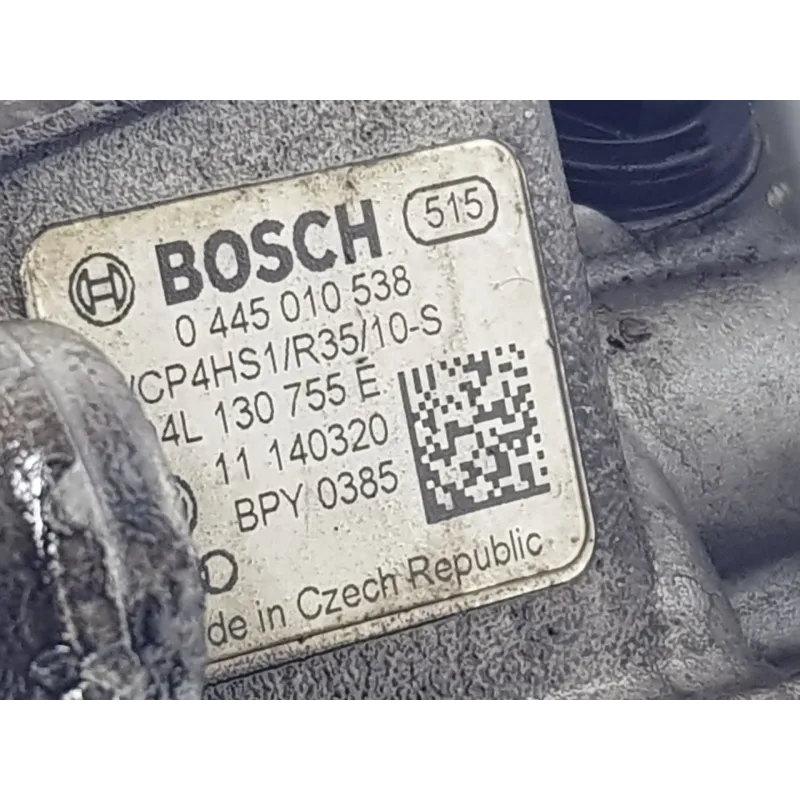 BOSCH 515
0 445 010 538
/CP4HS1/R35/10-S
4L 130 755 E
11 140320
BPY 0385
de in Czech Republic